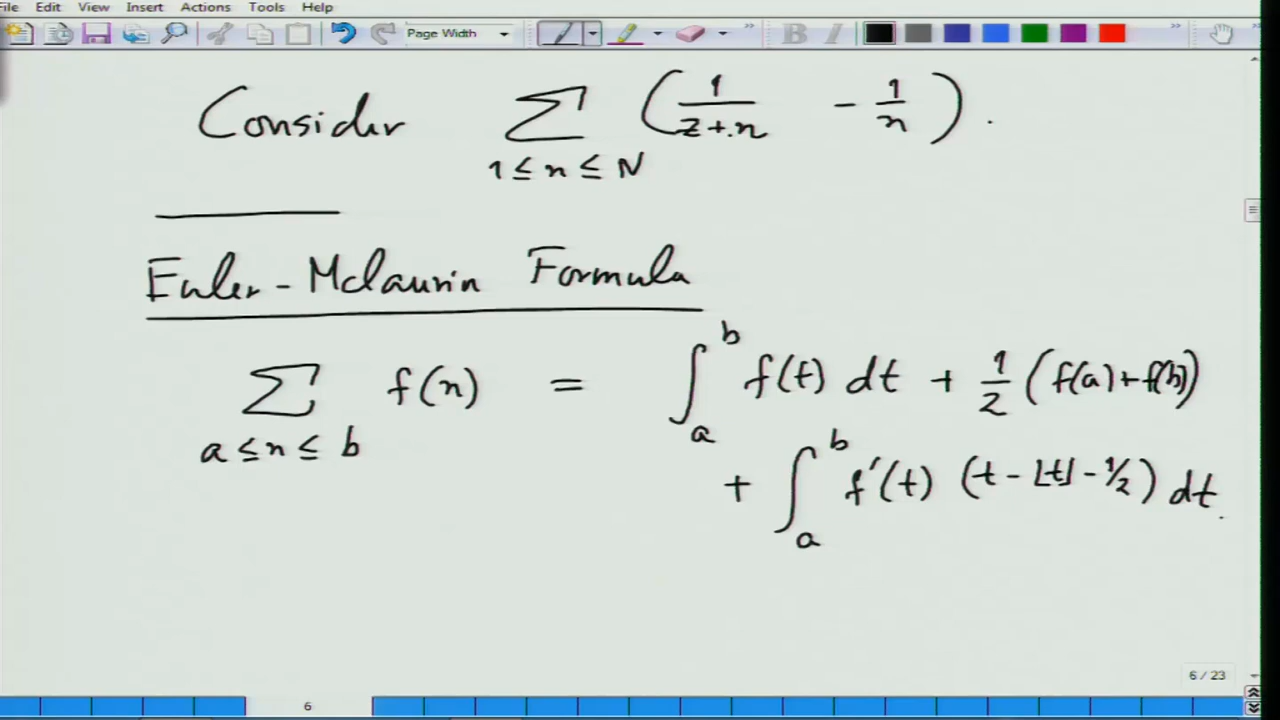 File Edit View Insert Actions Tools Help
Page Width
Consider ∑ 1≤n≤N (1/(z+n) - 1/n).
Euler-Mclaurin Formula
∑ a≤n≤b f(n) = ∫_a^b f(t) dt + 1/2 (f(a)+f(b))
+ ∫_a^b f'(t) (t - ⌊t⌋ - 1/2) dt.
6 / 23
6